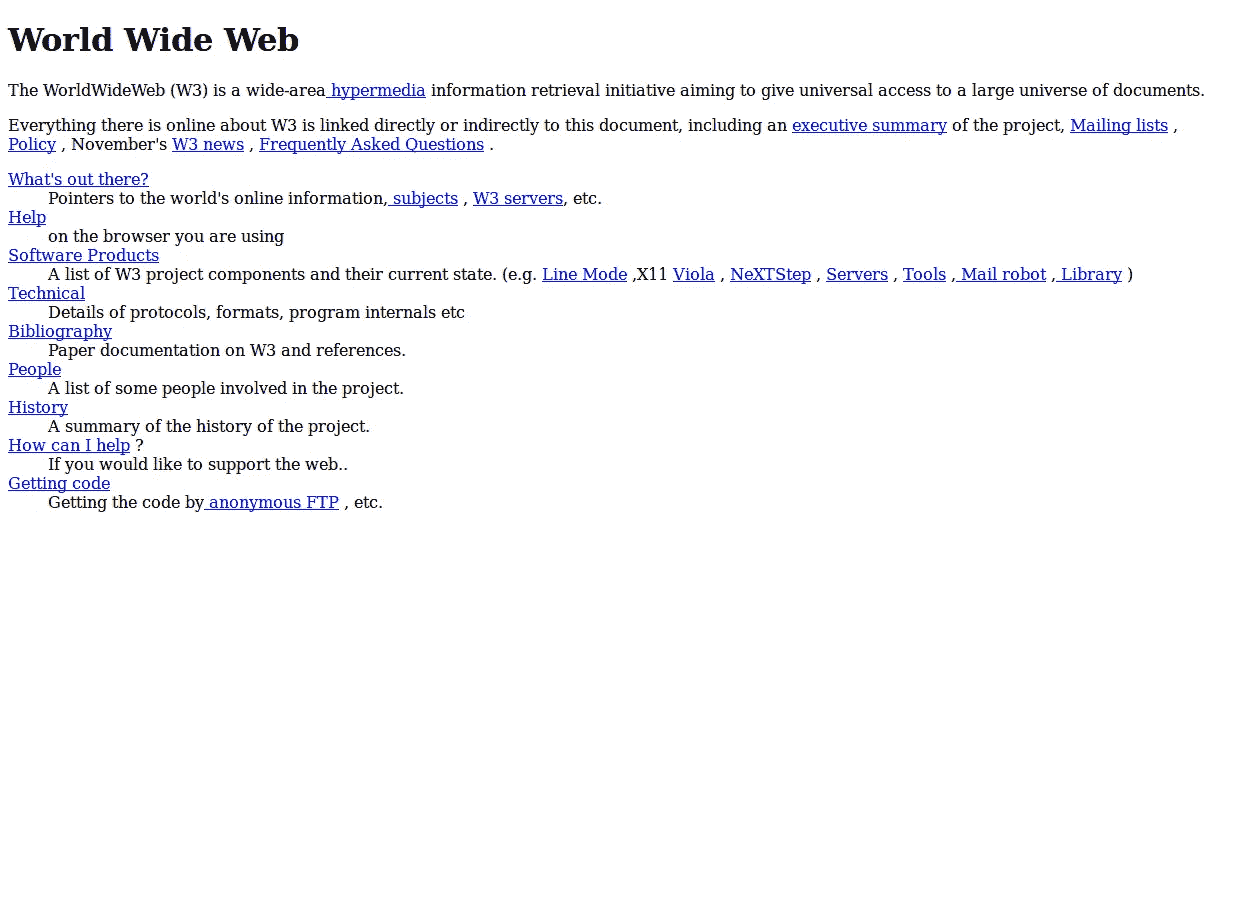 World Wide Web
The WorldWideWeb (W3) is a wide-area hypermedia information retrieval initiative aiming to give universal access to a large universe of documents.
Everything there is online about W3 is linked directly or indirectly to this document, including an executive summary of the project, Mailing lists ,
Policy , November's W3 news , Frequently Asked Questions .
What's out there?
Pointers to the world's online information, subjects , W3 servers, etc.
Help
on the browser you are using
Software Products
A list of W3 project components and their current state. (e.g. Line Mode ,X11 Viola , NeXTStep , Servers , Tools , Mail robot , Library )
Technical
Details of protocols, formats, program internals etc
Bibliography
Paper documentation on W3 and references.
People
A list of some people involved in the project.
History
A summary of the history of the project.
How can I help ?
If you would like to support the web..
Getting code
Getting the code by anonymous FTP , etc.